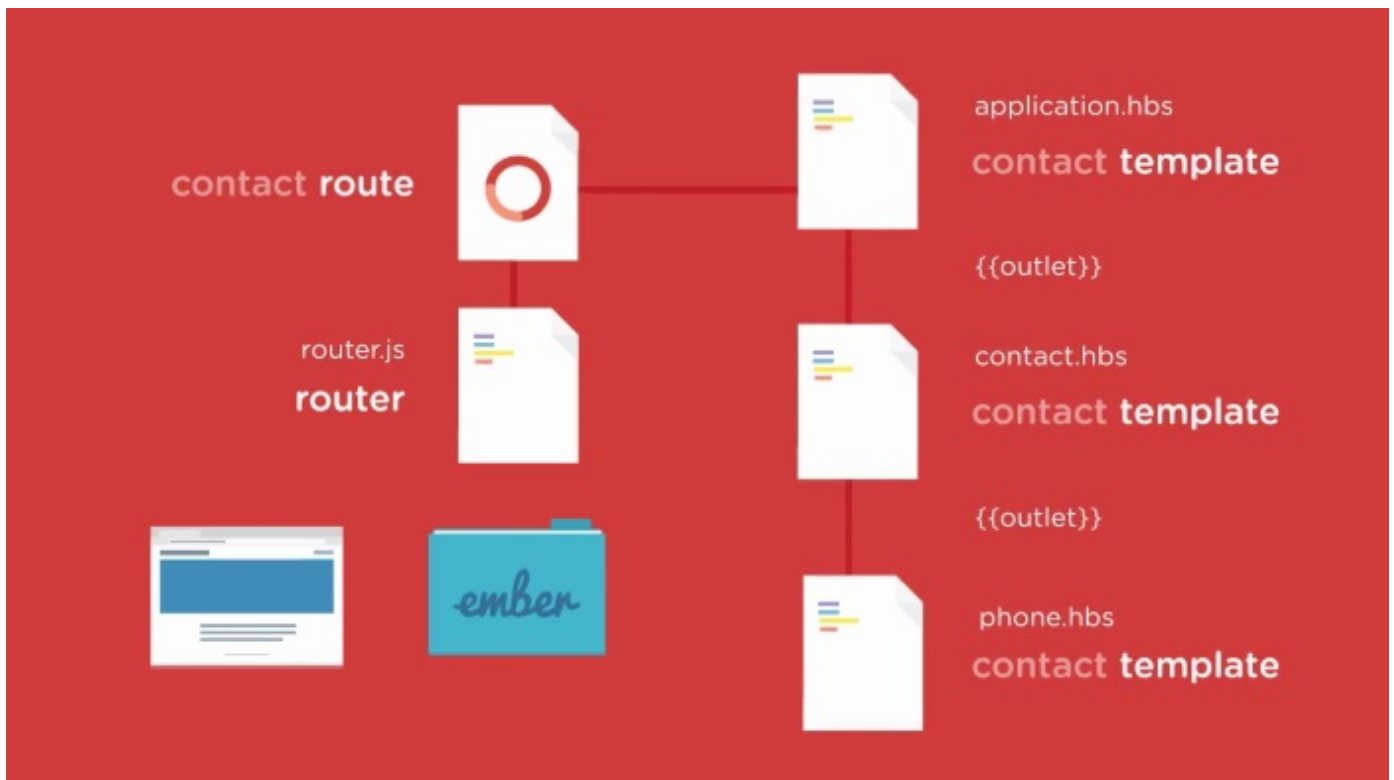 contact route
router.js
router
ember
application.hbs
contact template
{{outlet}}
contact.hbs
contact template
{{outlet}}
phone.hbs
contact template